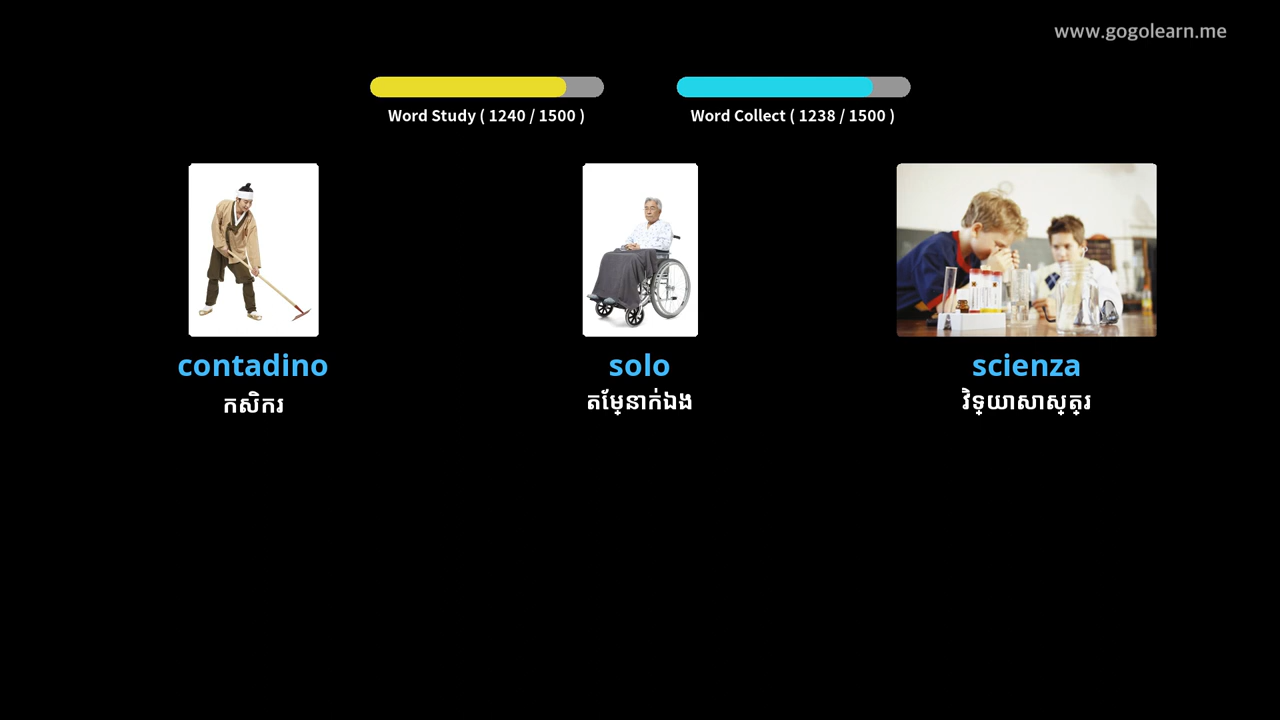 www.gogolearn.me
Word Study ( 1240 / 1500 )
Word Collect ( 1238 / 1500 )
contadino
solo
scienza
កសិករ
តម្នែាក់ឯង
វិទ្យាសាស្ត្រ